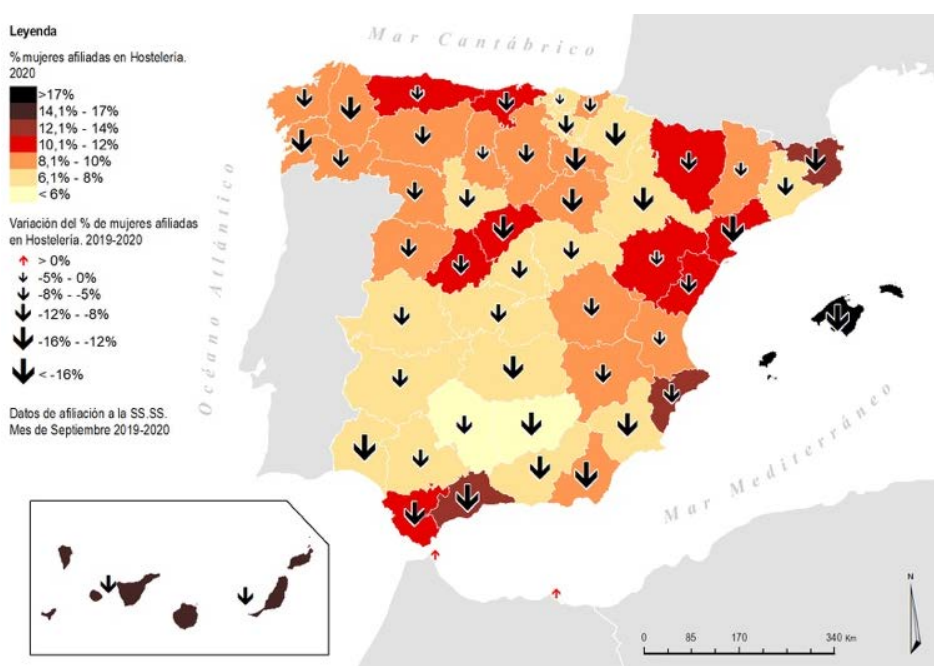 Leyenda
% mujeres afiliadas en Hostelería.
2020
>17%
14,1% - 17%
12,1% - 14%
10,1% - 12%
8,1% - 10%
6,1% - 8%
< 6%
Variación del % de mujeres afiliadas
en Hostelería. 2019-2020
> 0%
-5% - 0%
-8% - -5%
-12% - -8%
-16% - -12%
< -16%
Datos de afiliación a la SS.SS.
Mes de Septiembre 2019-2020
Mar Cantábrico
Océano Atlántico
Mar Mediterráneo
N
0 85 170 340 Km